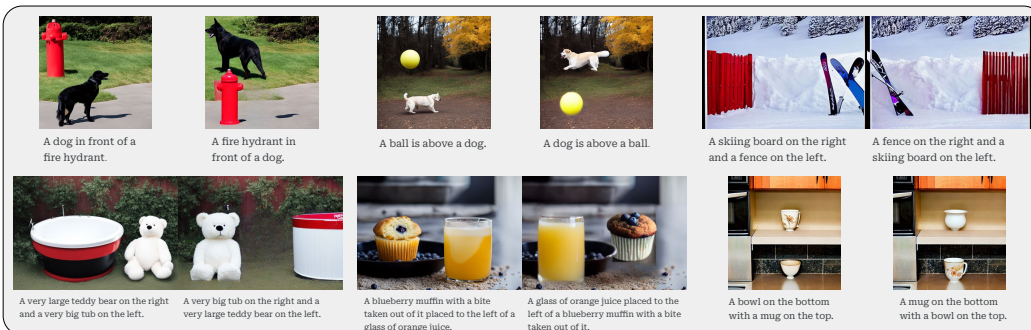 A dog in front of a
fire hydrant.
A fire hydrant in
front of a dog.
A ball is above a dog.
A dog is above a ball.
A skiing board on the right
and a fence on the left.
A fence on the right and a
skiing board on the left.
A very large teddy bear on the right
and a very big tub on the left.
A very big tub on the right and a
very large teddy bear on the left.
A blueberry muffin with a bite
taken out of it placed to the left of a
glass of orange juice.
A glass of orange juice placed to the
left of a blueberry muffin with a bite
taken out of it.
A bowl on the bottom
with a mug on the top.
A mug on the bottom
with a bowl on the top.